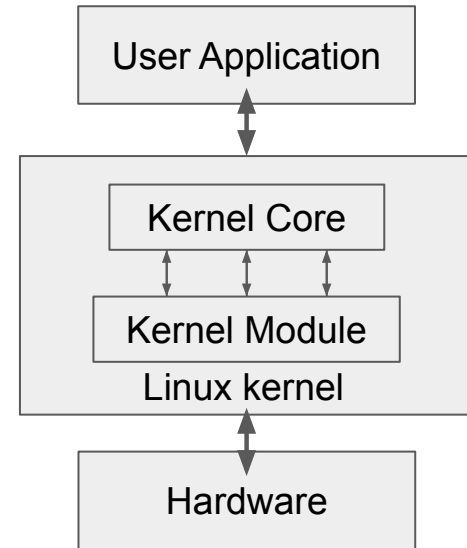 User Application
Kernel Core
Kernel Module
Linux kernel
Hardware